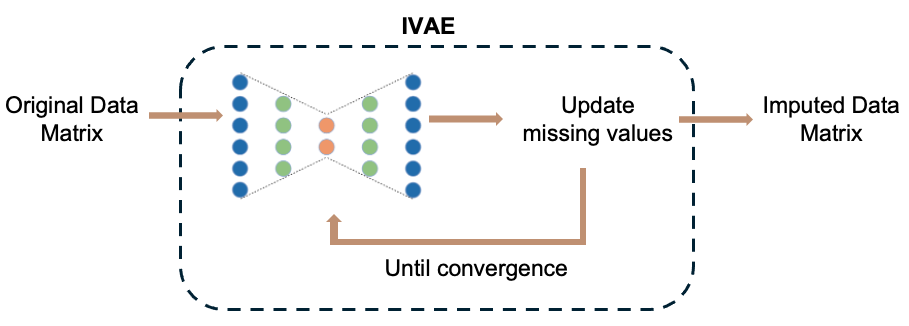 IVAE
Original Data
Matrix
Update
missing values
Imputed Data
Matrix
Until convergence